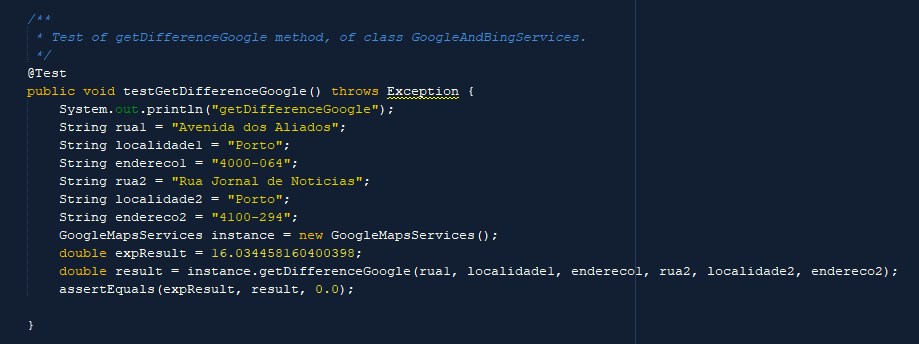 /**
 * Test of getDifferenceGoogle method, of class GoogleAndBingServices.
 */
@Test
public void testGetDifferenceGoogle() throws Exception {
System.out.println("getDifferenceGoogle");
String rua1 = "Avenida dos Aliados";
String localidade1 = "Porto";
String endereco1 = "4000-064";
String rua2 = "Rua Jornal de Noticias";
String localidade2 = "Porto";
String endereco2 = "4100-294";
GoogleMapsServices instance = new GoogleMapsServices();
double expResult = 16.034458160400398;
double result = instance.getDifferenceGoogle(rua1, localidade1, endereco1, rua2, localidade2, endereco2);
assertEquals(expResult, result, 0.0);
}